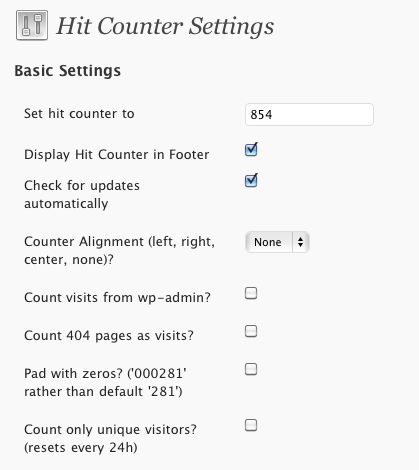 Hit Counter Settings
Basic Settings
Set hit counter to
854
Display Hit Counter in Footer
Check for updates
automatically
Counter Alignment (left, right,
center, none)?
None
Count visits from wp-admin?
Count 404 pages as visits?
Pad with zeros? ('000281'
rather than default '281')
Count only unique visitors?
(resets every 24h)